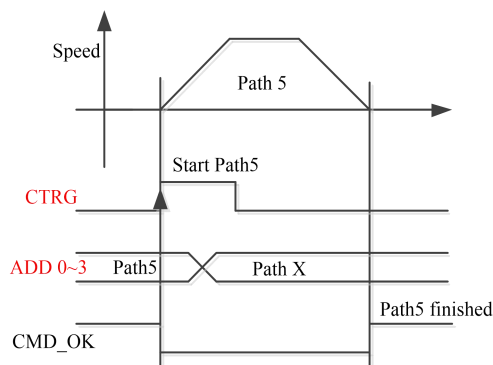 Speed
Path 5
Start Path5
CTRG
ADD 0~3
Path5
Path X
Path5 finished
CMD_OK